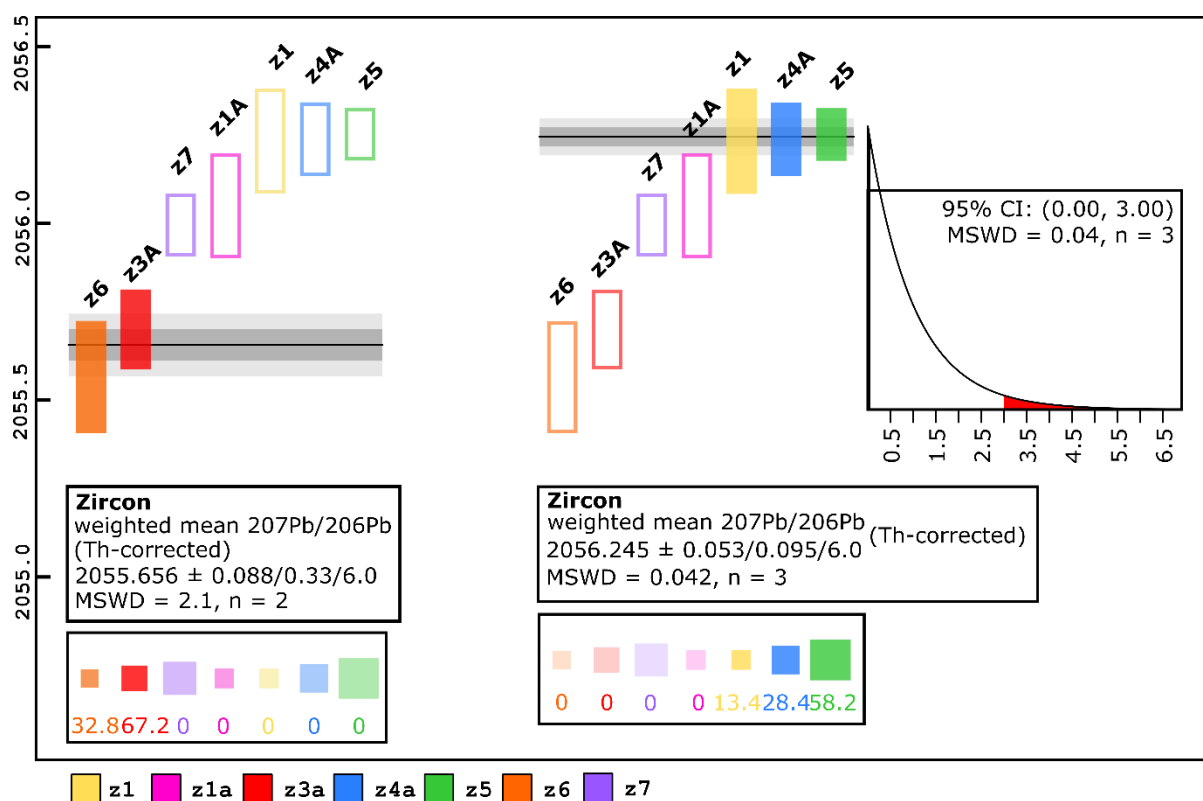 2056.5
2056.0
2055.5
2055.0
z6
z3A
z7
z1A
z1
z4A
z5
z6
z3A
z7
z1A
z1
z4A
z5
95% CI: (0.00, 3.00)
MSWD = 0.04, n = 3
0.5 1.5 2.5 3.5 4.5 5.5 6.5
Zircon
weighted mean 207Pb/206Pb
(Th-corrected)
2055.656 ± 0.088/0.33/6.0
MSWD = 2.1, n = 2
32.8 67.2 0 0 0 0 0
Zircon
weighted mean 207Pb/206Pb
2056.245 ± 0.053/0.095/6.0 (Th-corrected)
MSWD = 0.042, n = 3
0 0 0 0 13.4 28.4 58.2
z1 z1a z3a z4a z5 z6 z7